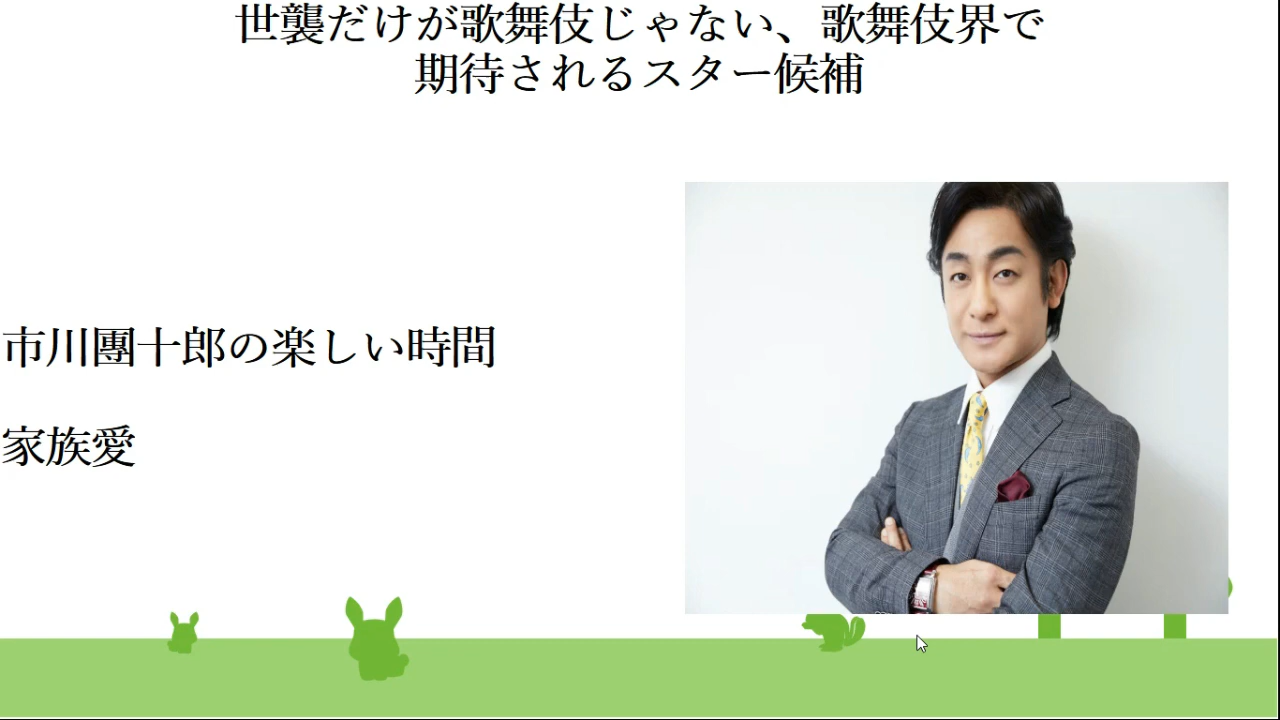 世襲だけが歌舞伎じゃない、歌舞伎界で
期待されるスター候補
市川團十郎の楽しい時間
家族愛